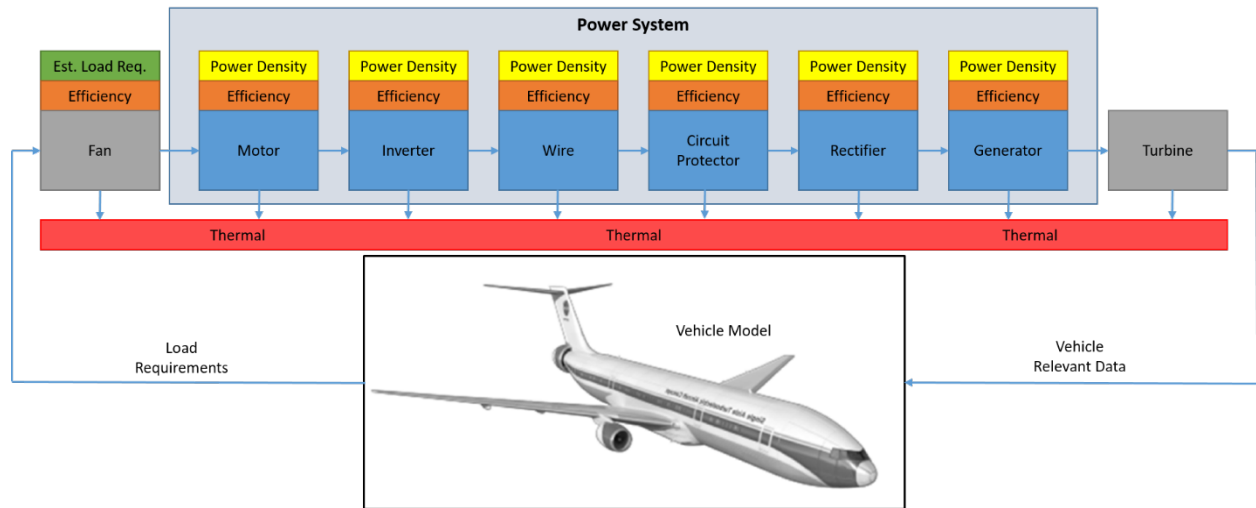 Power System
Est. Load Req.
Efficiency
Fan
Power Density
Efficiency
Motor
Power Density
Efficiency
Inverter
Power Density
Efficiency
Wire
Power Density
Efficiency
Circuit
Protector
Power Density
Efficiency
Rectifier
Power Density
Efficiency
Generator
Turbine
Thermal
Thermal
Thermal
Load
Requirements
Vehicle Model
Vehicle
Relevant Data